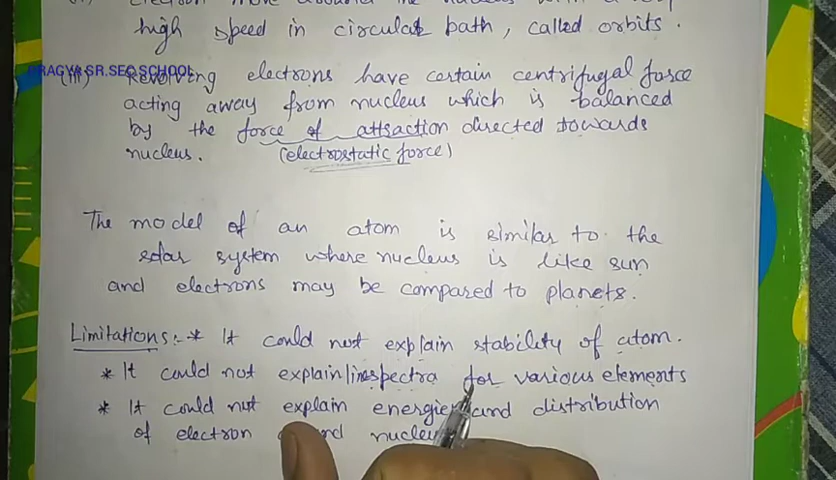 high speed in circular path, called orbits.
PRAGYA SR.SEC.SCHOOL
(iii) Revolving electrons have certain centrifugal force
acting away from nucleus which is balanced
by the force of attraction directed towards
nucleus. (electrostatic force)
The model of an atom is similar to the
solar system where nucleus is like sun
and electrons may be compared to planets.
Limitations:- * It could not explain stability of atom.
* It could not explain line spectra for various elements
* It could not explain energies and distribution
of electron nucleu